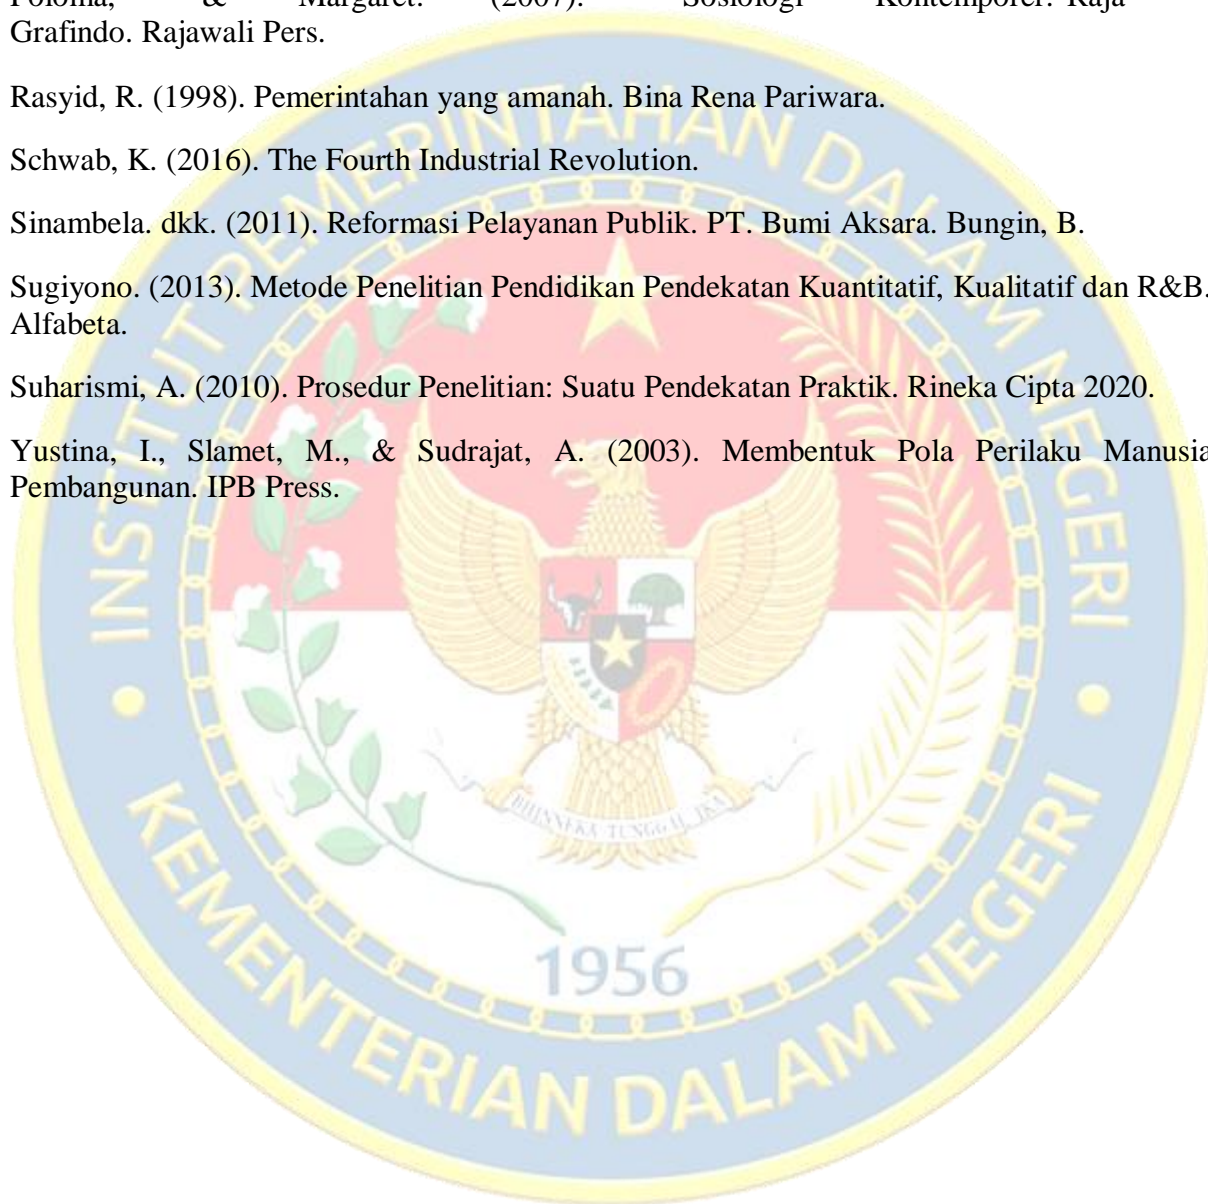 Poloma, & Margaret. (2007). Sosiologi Kontemporer. Raja
Grafindo. Rajawali Pers.
Rasyid, R. (1998). Pemerintahan yang amanah. Bina Rena Pariwara.
Schwab, K. (2016). The Fourth Industrial Revolution.
Sinambela. dkk. (2011). Reformasi Pelayanan Publik. PT. Bumi Aksara. Bungin, B.
Sugiyono. (2013). Metode Penelitian Pendidikan Pendekatan Kuantitatif, Kualitatif dan R&B.
Alfabeta.
Suharismi, A. (2010). Prosedur Penelitian: Suatu Pendekatan Praktik. Rineka Cipta 2020.
Yustina, I., Slamet, M., & Sudrajat, A. (2003). Membentuk Pola Perilaku Manusia
Pembangunan. IPB Press.
INSTITUT PEMERINTAHAN DALAM NEGERI
BHINNEKA TUNGGAL IKA
1956
KEMENTERIAN DALAM NEGERI